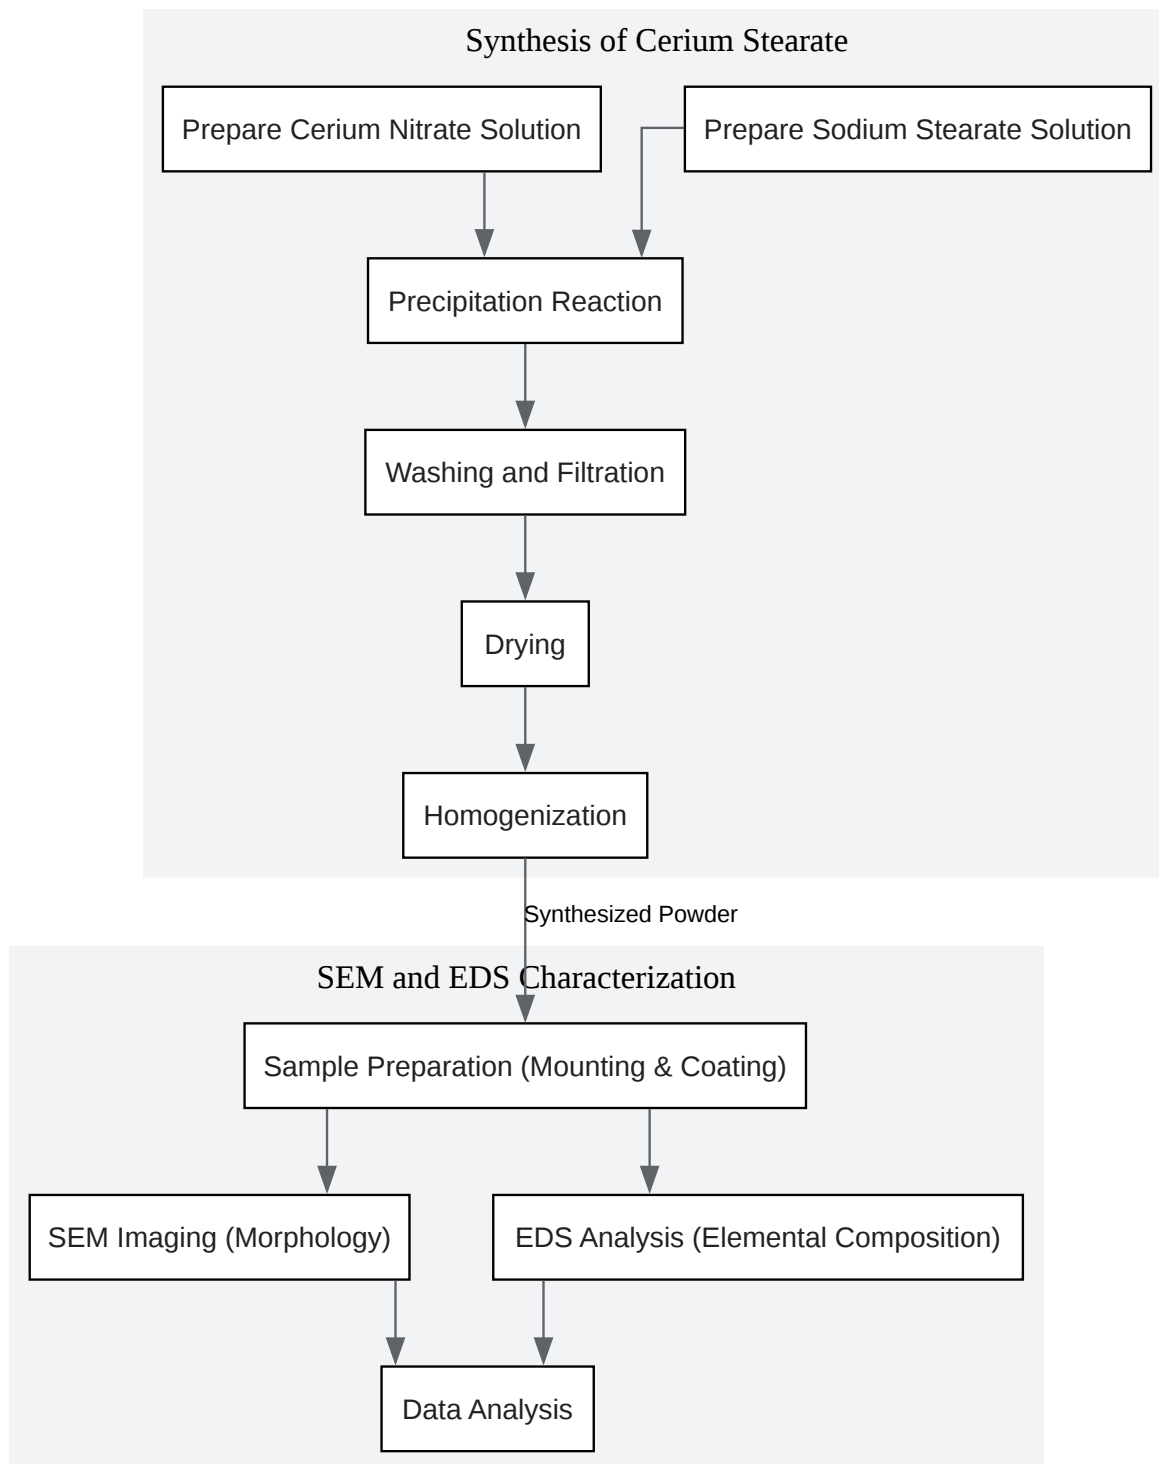 Synthesis of Cerium Stearate
Prepare Cerium Nitrate Solution
Prepare Sodium Stearate Solution
Precipitation Reaction
Washing and Filtration
Drying
Homogenization
Synthesized Powder
SEM and EDS Characterization
Sample Preparation (Mounting & Coating)
SEM Imaging (Morphology)
EDS Analysis (Elemental Composition)
Data Analysis